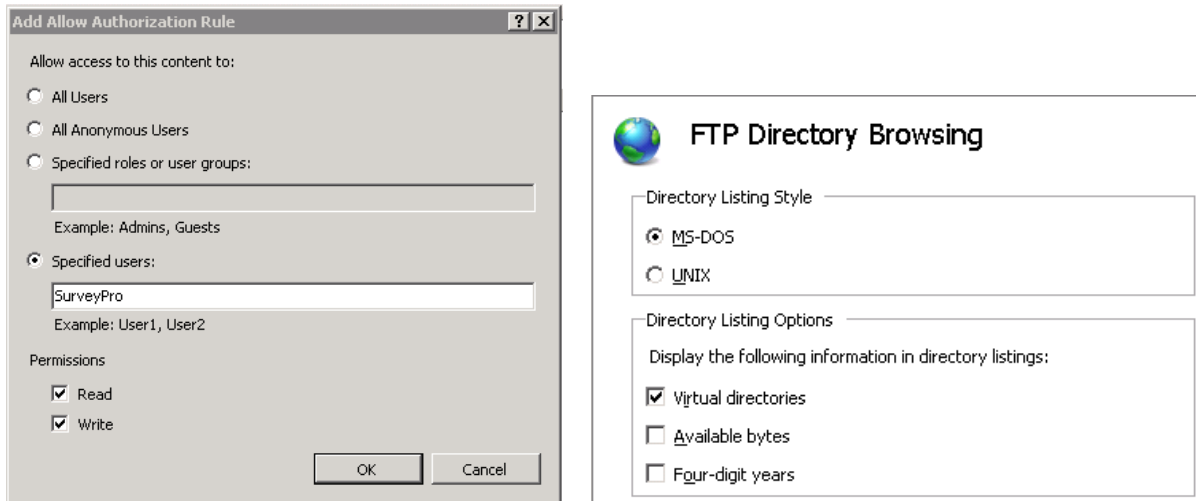 Add Allow Authorization Rule
Allow access to this content to:
All Users
All Anonymous Users
Specified roles or user groups:
Example: Admins, Guests
Specified users:
SurveyPro
Example: User1, User2
Permissions
Read
Write
OK Cancel
FTP Directory Browsing
Directory Listing Style
MS-DOS
UNIX
Directory Listing Options
Display the following information in directory listings:
Virtual directories
Available bytes
Four-digit years